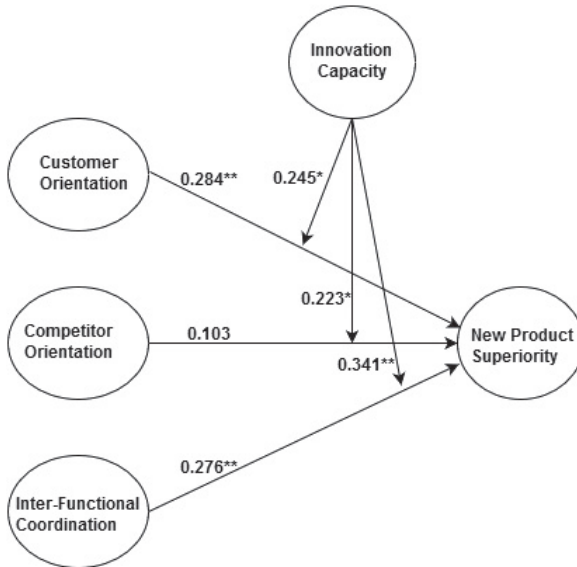 Innovation
Capacity
Customer
Orientation
0.284**
0.245*
0.223*
Competitor
Orientation
0.103
New Product
Superiority
0.341**
0.276**
Inter-Functional
Coordination